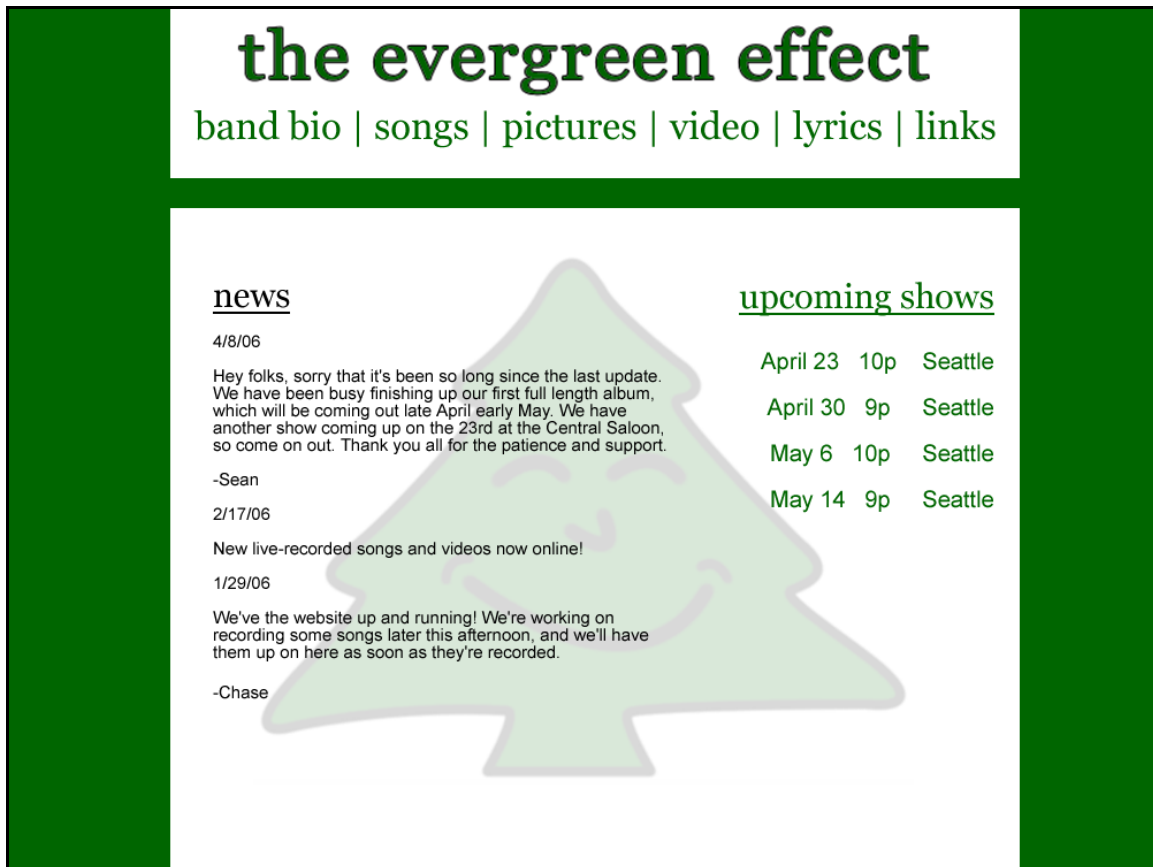 the evergreen effect
band bio | songs | pictures | video | lyrics | links
news
4/8/06
Hey folks, sorry that it's been so long since the last update.
We have been busy finishing up our first full length album,
which will be coming out late April early May. We have
another show coming up on the 23rd at the Central Saloon,
so come on out. Thank you all for the patience and support.
-Sean
2/17/06
New live-recorded songs and videos now online!
1/29/06
We've the website up and running! We're working on
recording some songs later this afternoon, and we'll have
them up on here as soon as they're recorded.
-Chase
upcoming shows
April 23 10p Seattle
April 30 9p Seattle
May 6 10p Seattle
May 14 9p Seattle